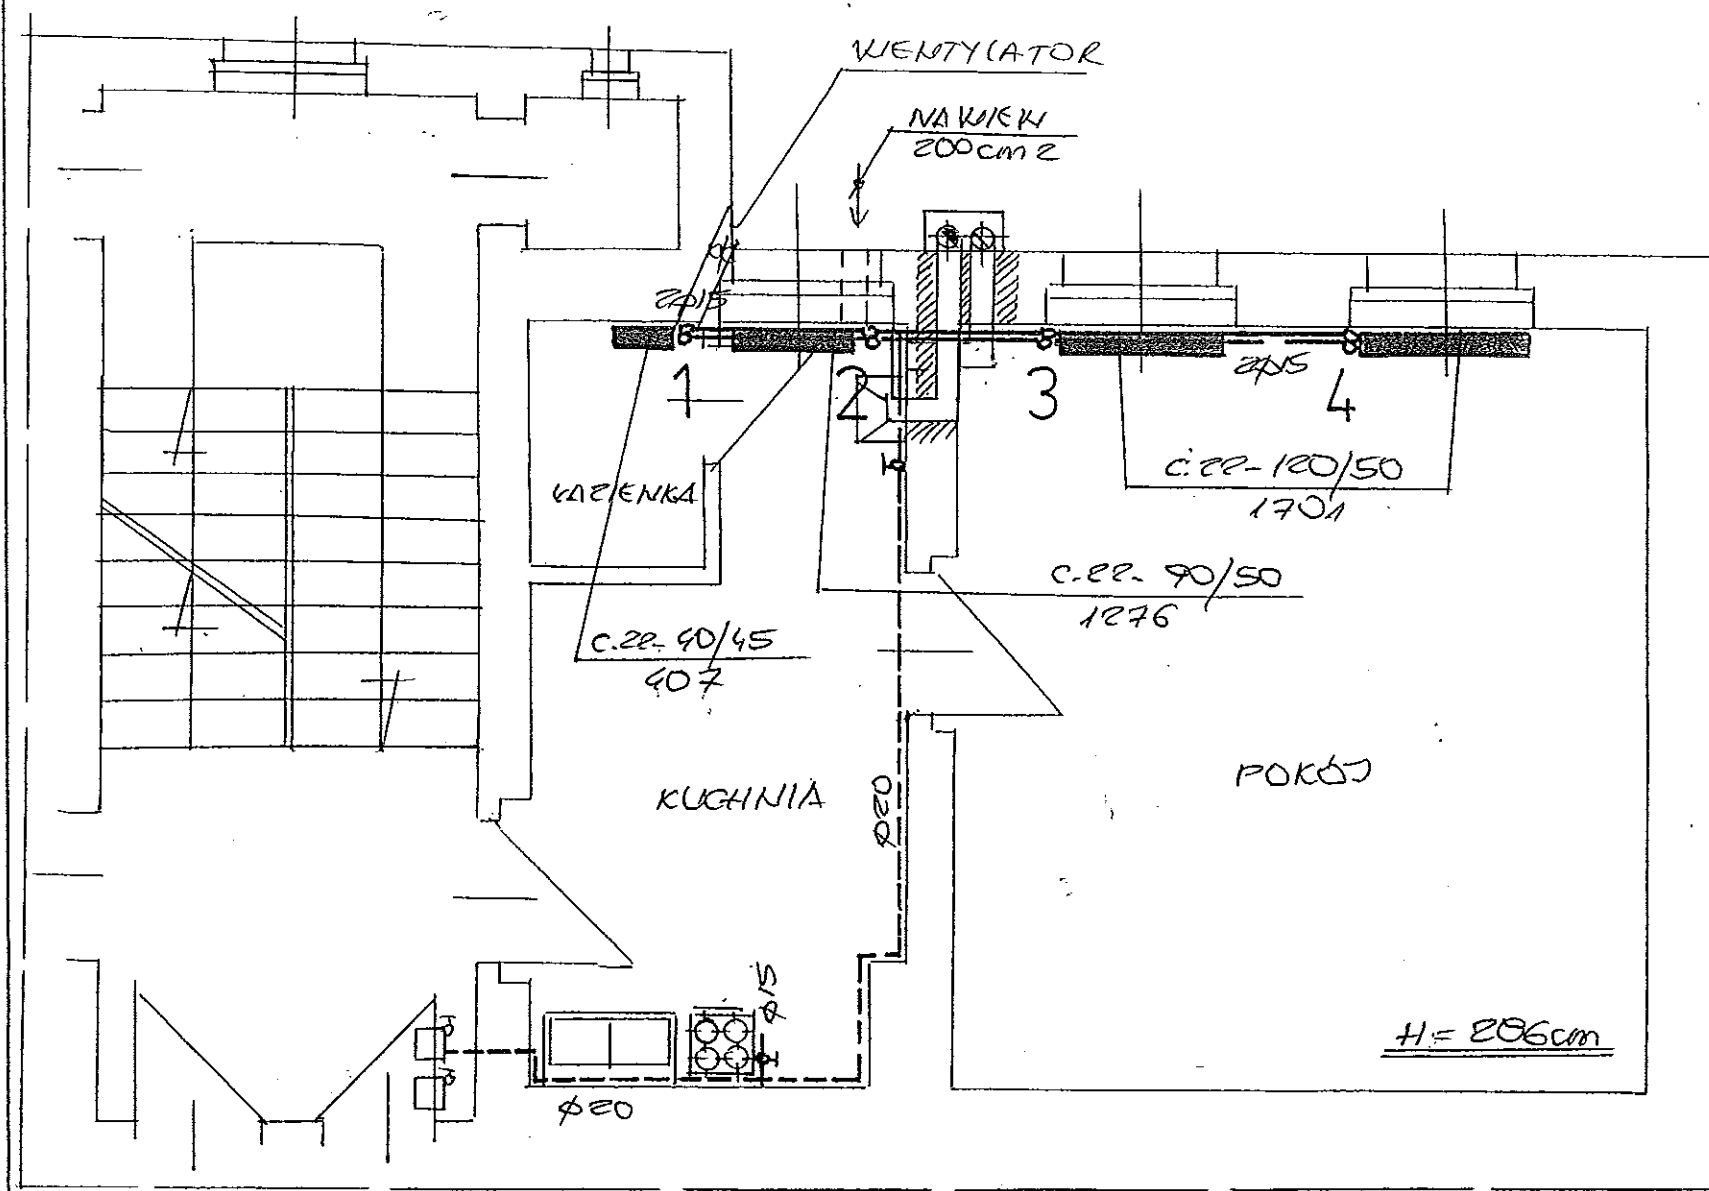 WENTYLATOR
NAWIEW
200cm2
2φ15
1
2
3
4
2φ15
c.22-120/50
1701
ŁAZIENKA
c.22-90/50
1276
c.22-40/45
407
KUCHNIA
POKÓJ
φ20
φ15
H=286cm
φ20